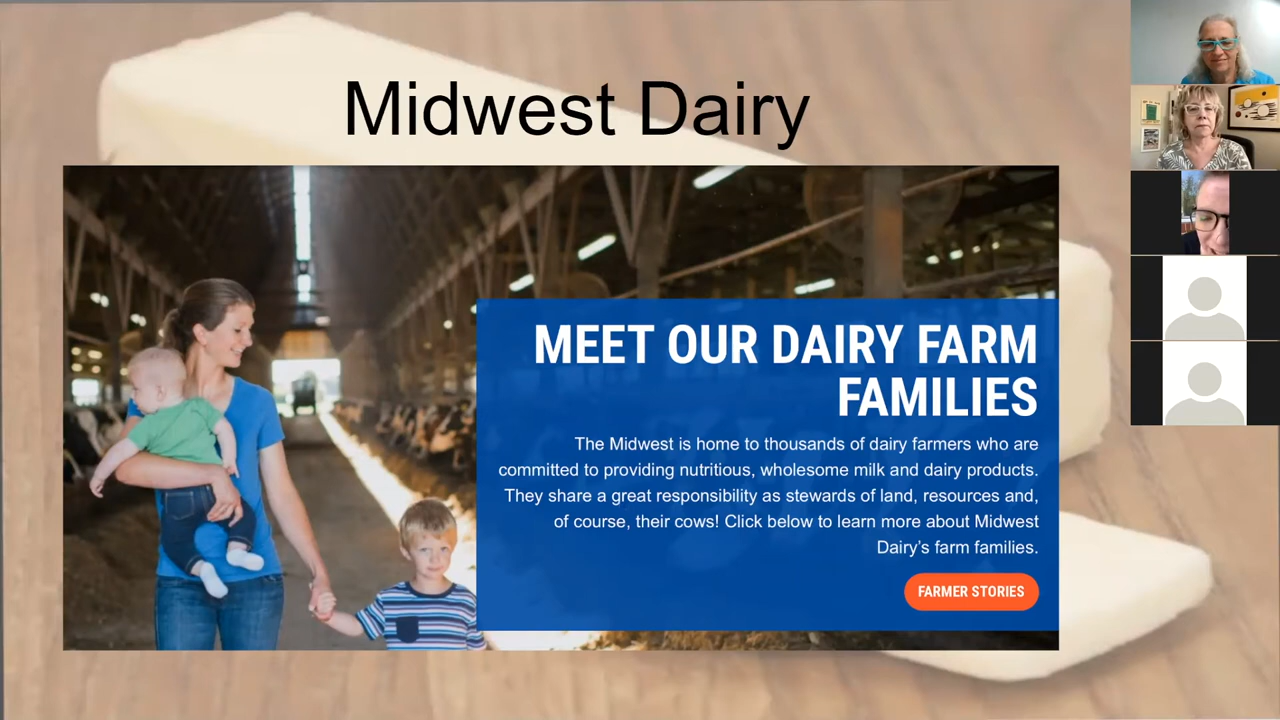 Midwest Dairy
MEET OUR DAIRY FARM
FAMILIES
The Midwest is home to thousands of dairy farmers who are
committed to providing nutritious, wholesome milk and dairy products.
They share a great responsibility as stewards of land, resources and,
of course, their cows! Click below to learn more about Midwest
Dairy’s farm families.
FARMER STORIES